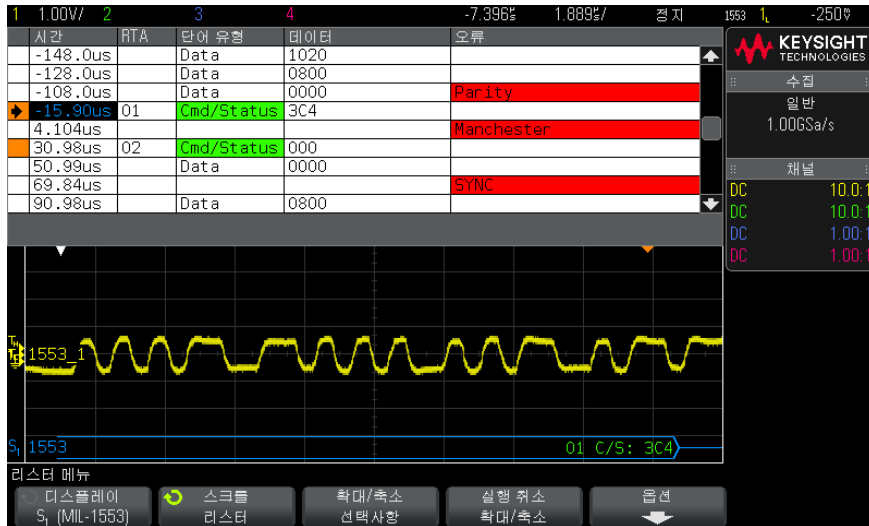 1 1.00V/ 2 3 4 -7.396s 1.889s/ 정지 1553 1 -250V
시간 RTA 단어 유형 데이터 오류
-148.0us Data 1020
-128.0us Data 0800
-108.0us Data 0000 Parity
-15.90us 01 Cmd/Status 3C4
4.104us Manchester
30.98us 02 Cmd/Status 000
50.99us Data 0000
69.84us SYNC
90.98us Data 0800
KEYSIGHT
TECHNOLOGIES
수집
일반
1.00GSa/s
채널
DC 10.0:1
DC 10.0:1
DC 1.00:1
DC 1.00:1
1553_1
S1 1553 01 C/S: 3C4
리스터 메뉴
디스플레이 스크롤 확대/축소 실행 취소 옵션
S1 (MIL-1553) 리스터 선택사항 확대/축소